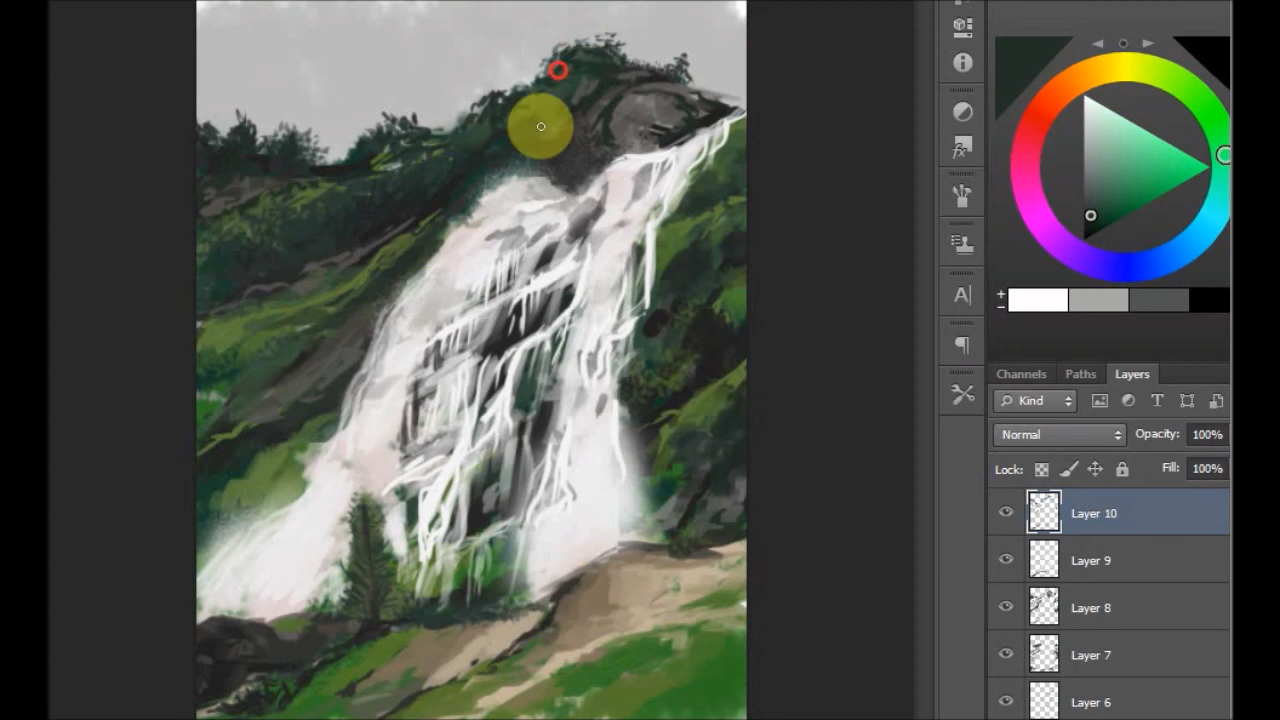 fx
A
Channels Paths Layers
Kind T
Normal Opacity: 100%
Lock: Fill: 100%
Layer 10
Layer 9
Layer 8
Layer 7
Layer 6